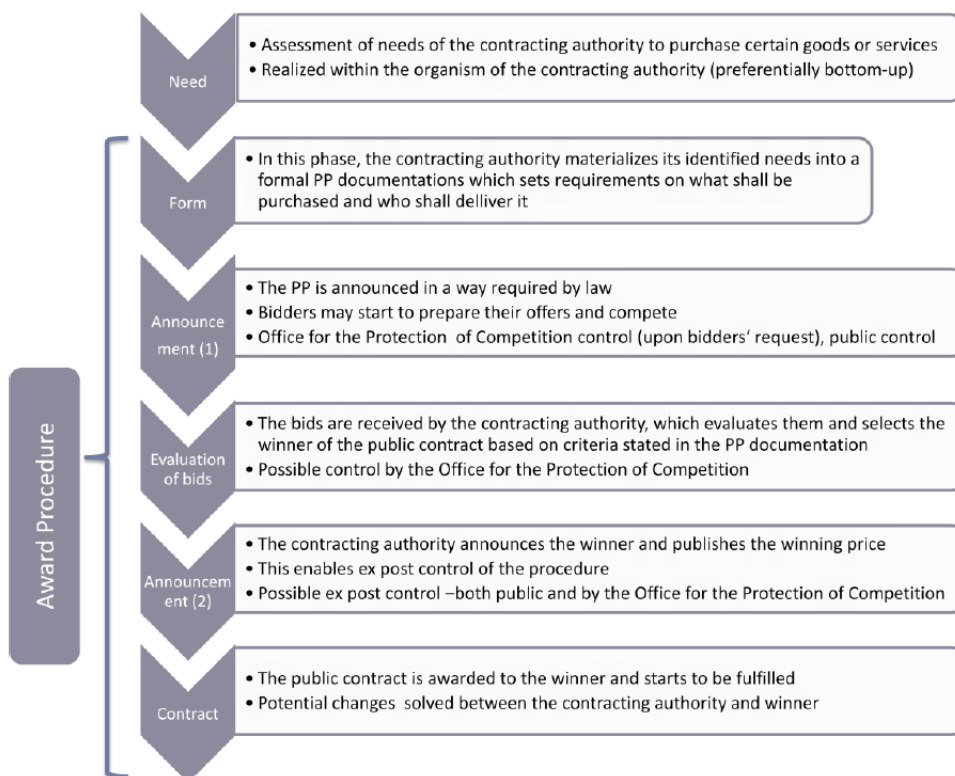 • Assessment of needs of the contracting authority to purchase certain goods or services
• Realized within the organism of the contracting authority (preferentially bottom-up)
Need
• In this phase, the contracting authority materializes its identified needs into a
formal PP documentations which sets requirements on what shall be
purchased and who shall delliver it
Form
• The PP is announced in a way required by law
• Bidders may start to prepare their offers and compete
• Office for the Protection of Competition control (upon bidders‘ request), public control
Announce
ment (1)
• The bids are received by the contracting authority, which evaluates them and selects the
winner of the public contract based on criteria stated in the PP documentation
• Possible control by the Office for the Protection of Competition
Evaluation
of bids
• The contracting authority announces the winner and publishes the winning price
• This enables ex post control of the procedure
• Possible ex post control –both public and by the Office for the Protection of Competition
Announcem
ent (2)
• The public contract is awarded to the winner and starts to be fulfilled
• Potential changes solved between the contracting authority and winner
Contract
Award Procedure